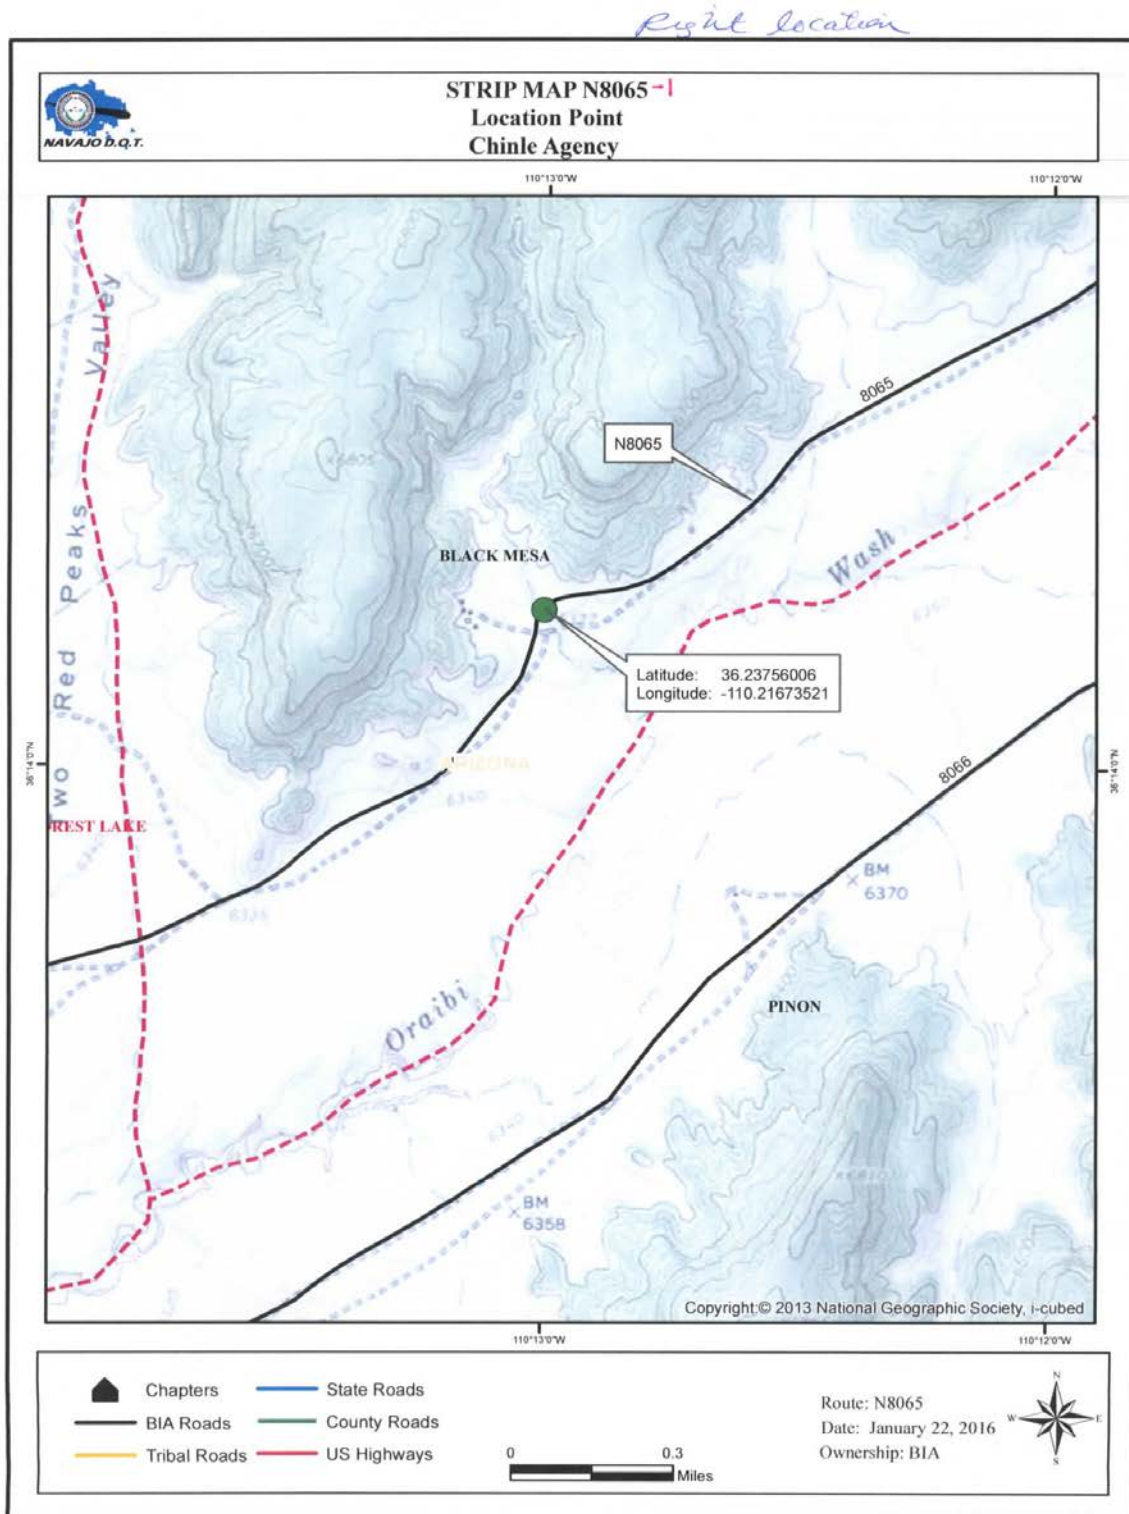 Right location
STRIP MAP N8065-1
Location Point
Chinle Agency
NAVAJO D.O.T.
110°13'0"W
110°12'0"W
Two Red Peaks Valley
8065
N8065
BLACK MESA
Wash
Latitude: 36.23756006
Longitude: -110.21673521
36°14'0"N
36°14'0"N
ARIZONA
6340
8066
REST LAKE
BM
6370
6325
PINON
Oraibi
6340
BM
6358
Copyright:© 2013 National Geographic Society, i-cubed
110°13'0"W
110°12'0"W
Chapters
BIA Roads
Tribal Roads
State Roads
County Roads
US Highways
0 0.3
Miles
Route: N8065
Date: January 22, 2016
Ownership: BIA
N
W E
S